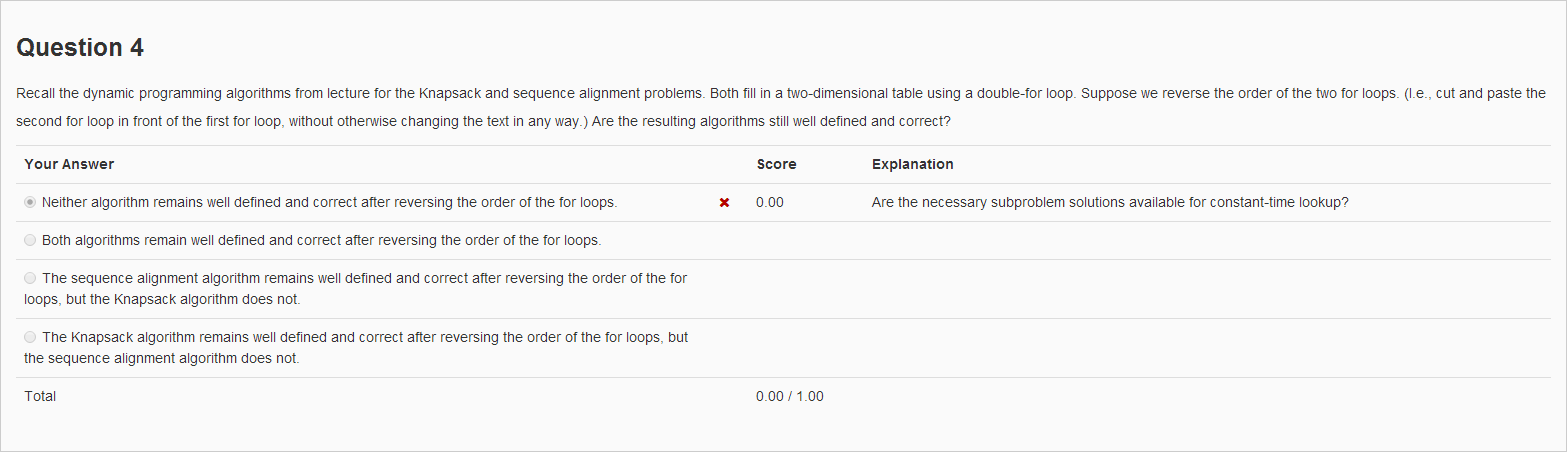 Question 4
Recall the dynamic programming algorithms from lecture for the Knapsack and sequence alignment problems. Both fill in a two-dimensional table using a double-for loop. Suppose we reverse the order of the two for loops. (I.e., cut and paste the
second for loop in front of the first for loop, without otherwise changing the text in any way.) Are the resulting algorithms still well defined and correct?
Your Answer Score Explanation
Neither algorithm remains well defined and correct after reversing the order of the for loops. ✖ 0.00 Are the necessary subproblem solutions available for constant-time lookup?
Both algorithms remain well defined and correct after reversing the order of the for loops.
The sequence alignment algorithm remains well defined and correct after reversing the order of the for
loops, but the Knapsack algorithm does not.
The Knapsack algorithm remains well defined and correct after reversing the order of the for loops, but
the sequence alignment algorithm does not.
Total 0.00 / 1.00